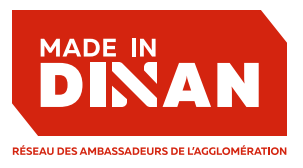 MADE IN
DINAN
RÉSEAU DES AMBASSADEURS DE L'AGGLOMÉRATION